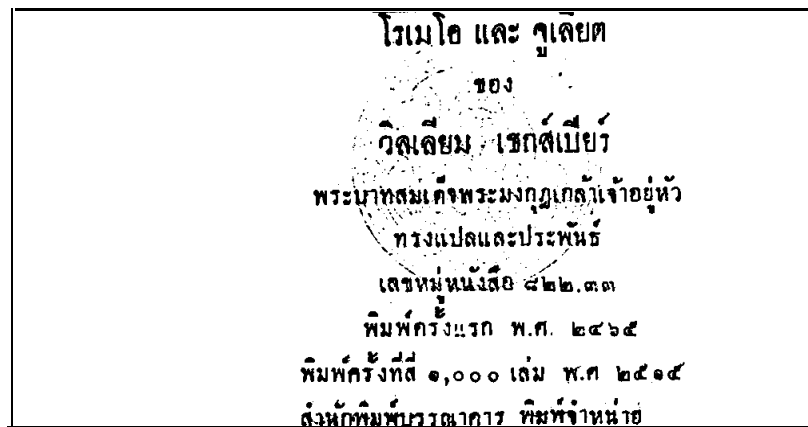 โรเมโอ และ จูเลียต
ของ
วิลเลียม เชกส์เปียร์
พระบาทสมเด็จพระมงกุฎเกล้าเจ้าอยู่หัว
ทรงแปลและประพันธ์
เลขหมู่หนังสือ ๘๒๒.๓๓
พิมพ์ครั้งแรก พ.ศ. ๒๔๖๕
พิมพ์ครั้งที่สี่ ๑,๐๐๐ เล่ม พ.ศ ๒๕๑๕
สำนักพิมพ์บรรณาคาร พิมพ์จำหน่าย